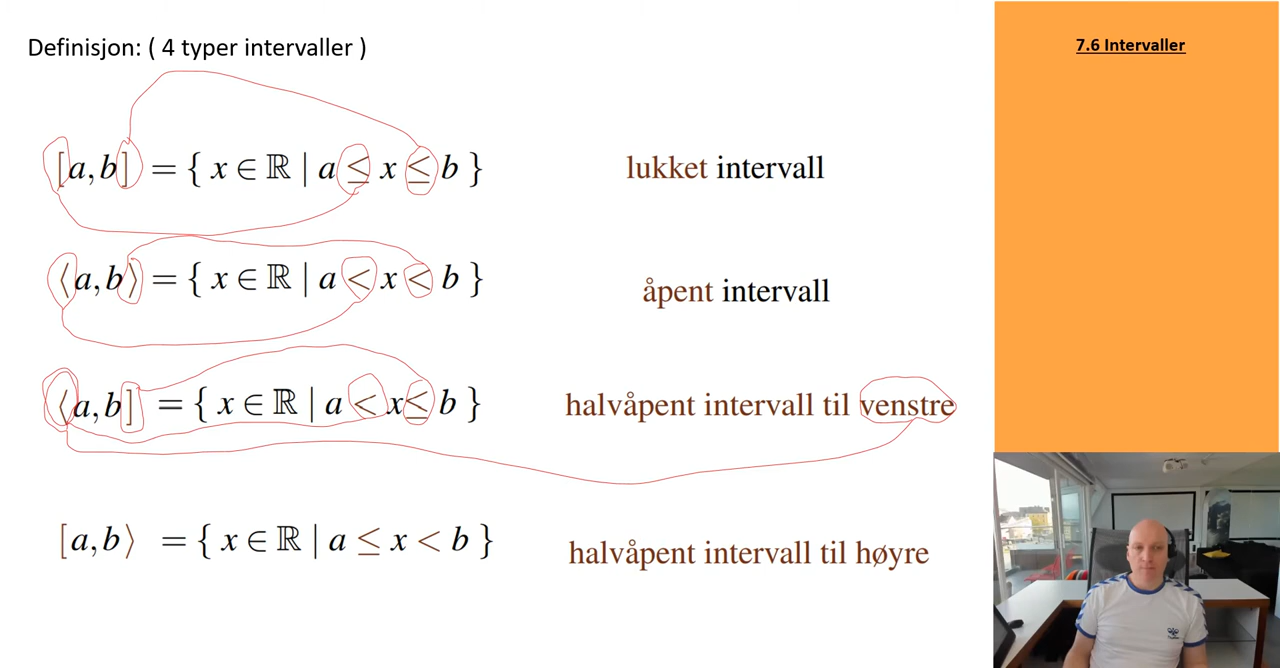 Definisjon: ( 4 typer intervaller )
7.6 Intervaller
[a,b] = { x ∈ ℝ | a ≤ x ≤ b }
lukket intervall
⟨a,b⟩ = { x ∈ ℝ | a < x < b }
åpent intervall
⟨a,b] = { x ∈ ℝ | a < x ≤ b }
halvåpent intervall til venstre
[a,b⟩ = { x ∈ ℝ | a ≤ x < b }
halvåpent intervall til høyre